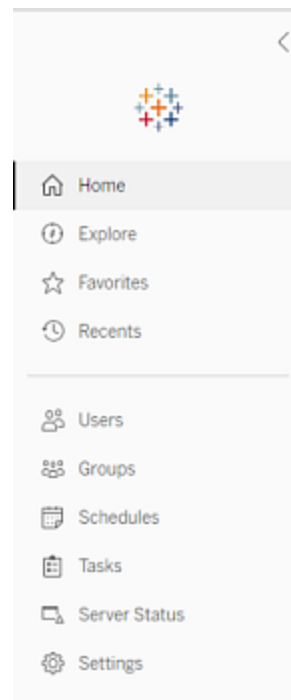 Home
Explore
Favorites
Recents
Users
Groups
Schedules
Tasks
Server Status
Settings